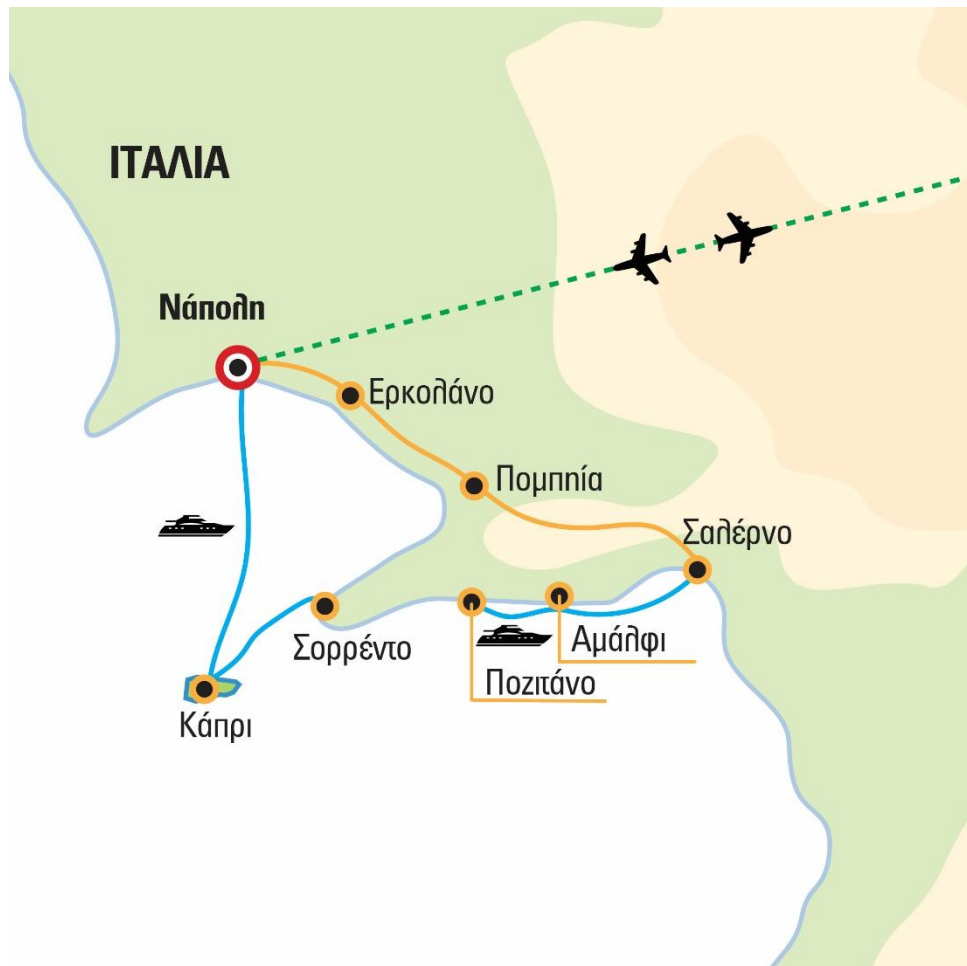 ΙΤΑΛΙΑ
Νάπολη
Ερκολάνο
Πομπηία
Σαλέρνο
Αμάλφι
Σορρέντο
Ποζιτάνο
Κάπρι